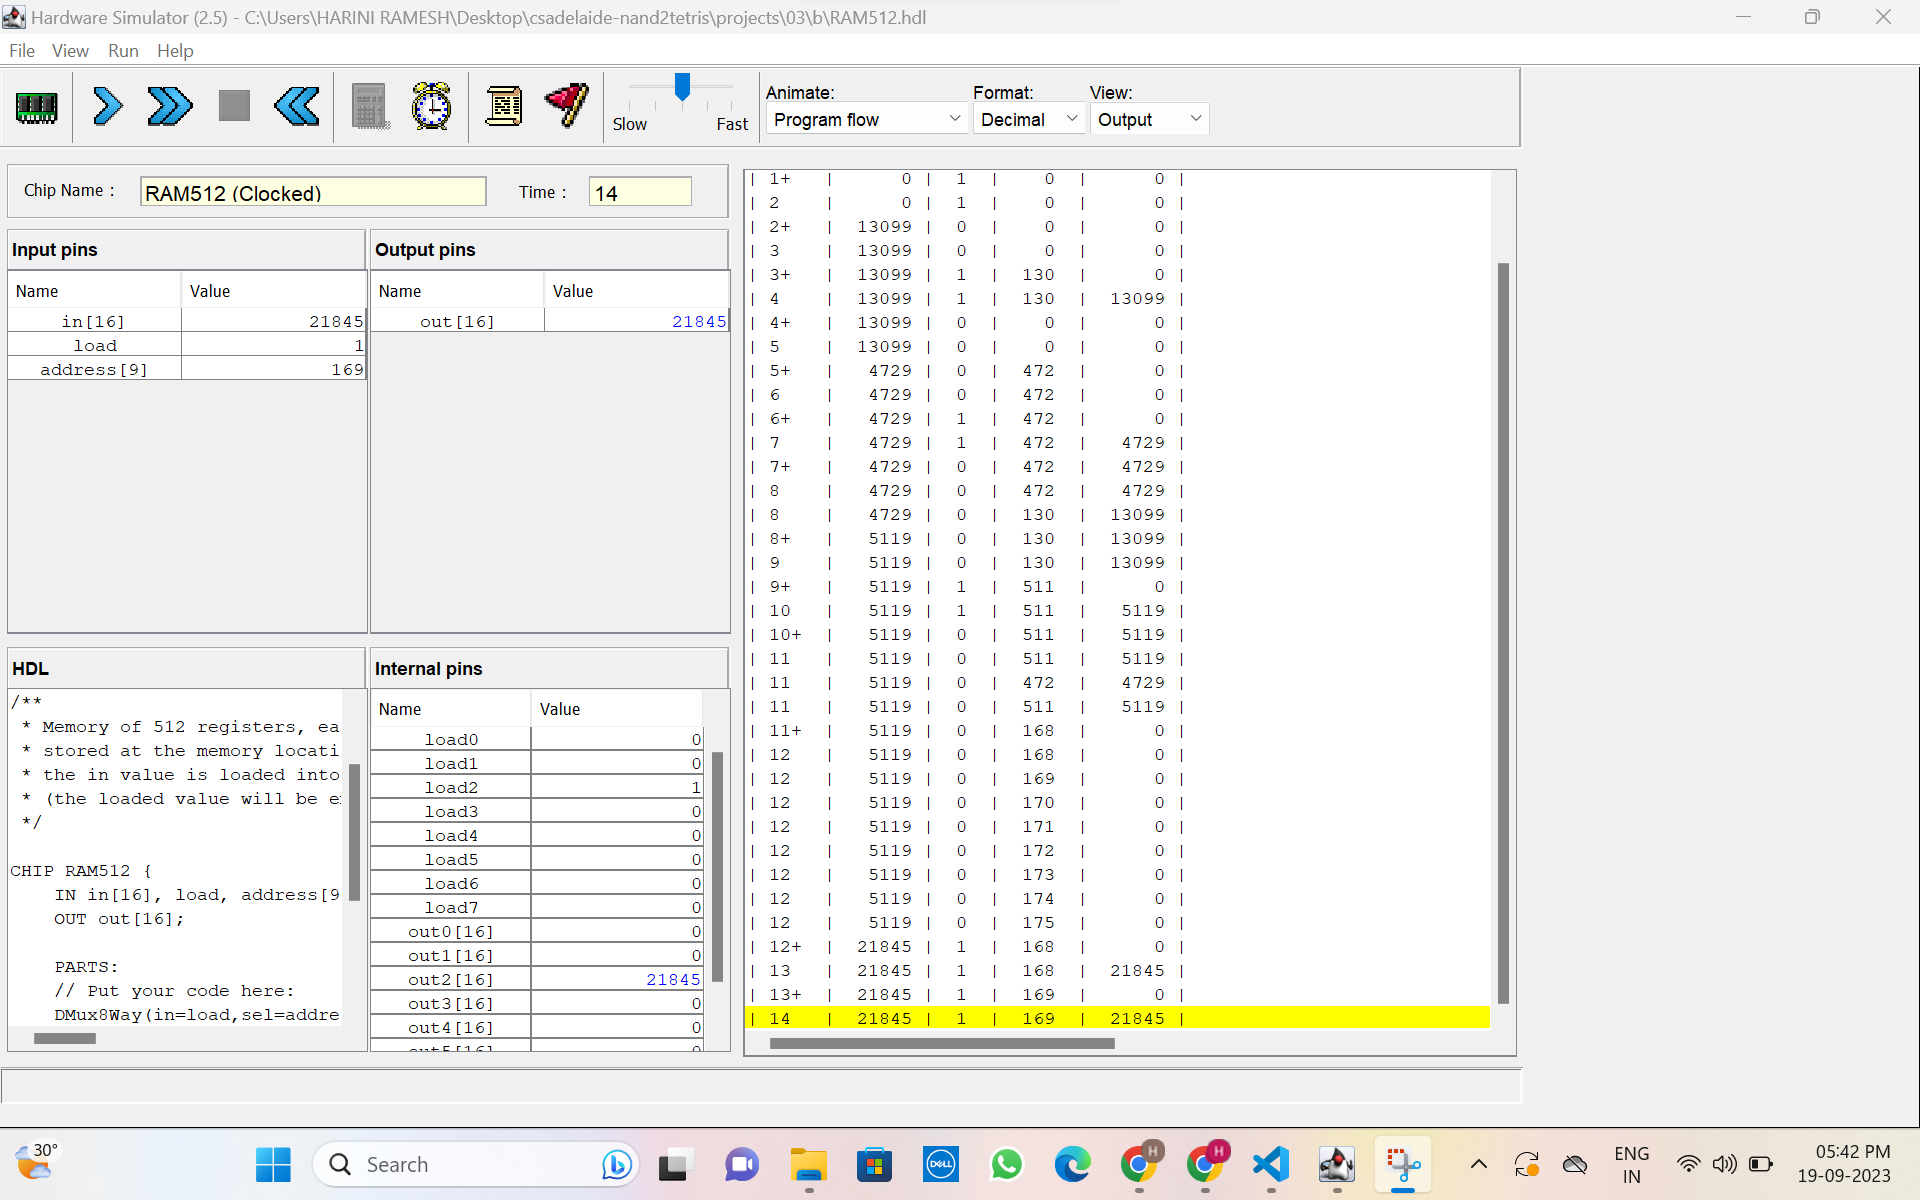 Hardware Simulator (2.5) - C:\Users\HARINI RAMESH\Desktop\csadelaide-nand2tetris\projects\03\b\RAM512.hdl
File View Run Help
Slow Fast
Animate: Format: View:
Program flow Decimal Output
Chip Name : RAM512 (Clocked) Time : 14
Input pins
Name Value
in[16] 21845
load 1
address[9] 169
Output pins
Name Value
out[16] 21845
HDL
/**
* Memory of 512 registers, ea
* stored at the memory locati
* the in value is loaded into
* (the loaded value will be e
*/
CHIP RAM512 {
IN in[16], load, address[9
OUT out[16];
PARTS:
// Put your code here:
DMux8Way(in=load,sel=addre
Internal pins
Name Value
load0 0
load1 0
load2 1
load3 0
load4 0
load5 0
load6 0
load7 0
out0[16] 0
out1[16] 0
out2[16] 21845
out3[16] 0
out4[16] 0
out5[16] 0
| 1+ | 0 | 1 | 0 | 0 |
| 2 | 0 | 1 | 0 | 0 |
| 2+ | 13099 | 0 | 0 | 0 |
| 3 | 13099 | 0 | 0 | 0 |
| 3+ | 13099 | 1 | 130 | 0 |
| 4 | 13099 | 1 | 130 | 13099 |
| 4+ | 13099 | 0 | 0 | 0 |
| 5 | 13099 | 0 | 0 | 0 |
| 5+ | 4729 | 0 | 472 | 0 |
| 6 | 4729 | 0 | 472 | 0 |
| 6+ | 4729 | 1 | 472 | 0 |
| 7 | 4729 | 1 | 472 | 4729 |
| 7+ | 4729 | 0 | 472 | 4729 |
| 8 | 4729 | 0 | 472 | 4729 |
| 8 | 4729 | 0 | 130 | 13099 |
| 8+ | 5119 | 0 | 130 | 13099 |
| 9 | 5119 | 0 | 130 | 13099 |
| 9+ | 5119 | 1 | 511 | 0 |
| 10 | 5119 | 1 | 511 | 5119 |
| 10+ | 5119 | 0 | 511 | 5119 |
| 11 | 5119 | 0 | 511 | 5119 |
| 11 | 5119 | 0 | 472 | 4729 |
| 11 | 5119 | 0 | 511 | 5119 |
| 11+ | 5119 | 0 | 168 | 0 |
| 12 | 5119 | 0 | 168 | 0 |
| 12 | 5119 | 0 | 169 | 0 |
| 12 | 5119 | 0 | 170 | 0 |
| 12 | 5119 | 0 | 171 | 0 |
| 12 | 5119 | 0 | 172 | 0 |
| 12 | 5119 | 0 | 173 | 0 |
| 12 | 5119 | 0 | 174 | 0 |
| 12 | 5119 | 0 | 175 | 0 |
| 12+ | 21845 | 1 | 168 | 0 |
| 13 | 21845 | 1 | 168 | 21845 |
| 13+ | 21845 | 1 | 169 | 0 |
| 14 | 21845 | 1 | 169 | 21845 |
30°
Search
DELL
H
H
ENG
IN
05:42 PM
19-09-2023